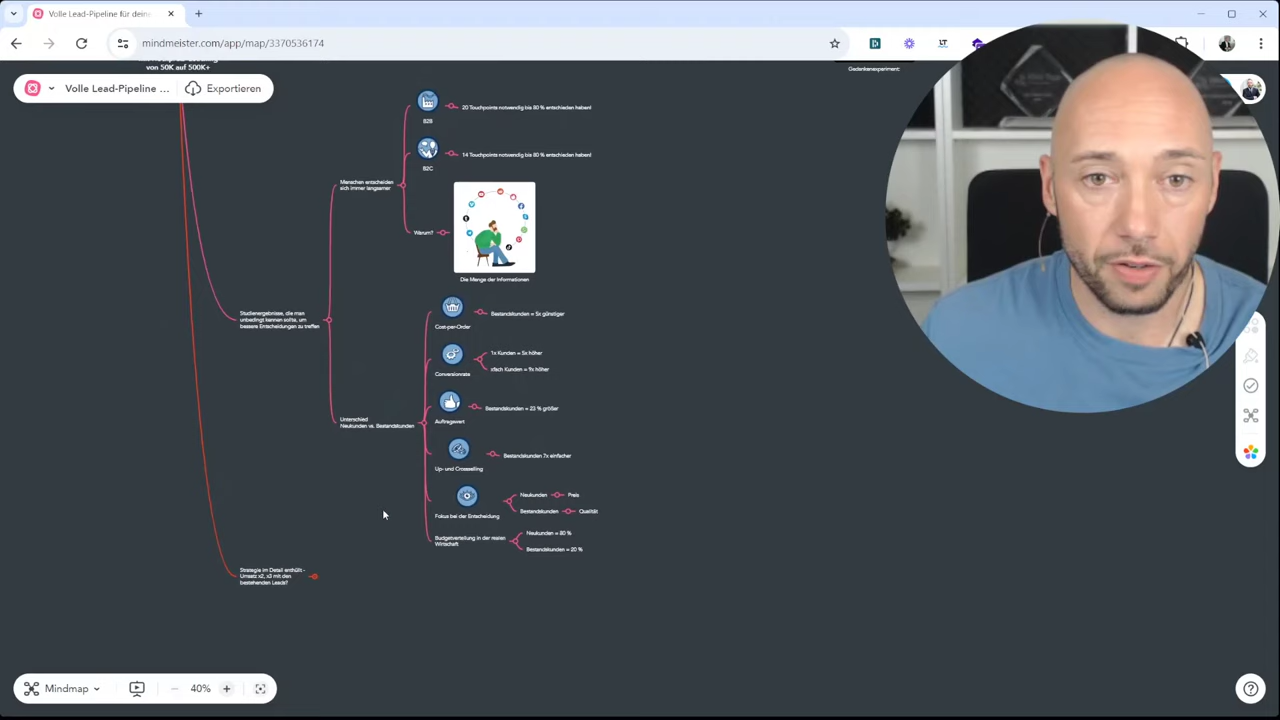 Volle Lead-Pipeline für deine
mindmeister.com/app/map/3370536174
von 50K auf 500K+
Gedankenexperiment:
Volle Lead-Pipeline ...
Exportieren
20 Touchpoints notwendig bis 80 % entschieden haben!
B2B
14 Touchpoints notwendig bis 80 % entschieden haben!
B2C
Menschen entscheiden
sich immer langsamer
Warum?
Die Menge der Informationen
Studienergebnisse, die man
unbedingt kennen sollte, um
bessere Entscheidungen zu treffen
Bestandskunden = 5x günstiger
Cost-per-Order
1x Kunden = 5x höher
xfach Kunden = 9x höher
Conversionrate
Bestandskunden = 23 % größer
Auftragswert
Unterschied
Neukunden vs. Bestandskunden
Bestandskunden 7x einfacher
Up- und Crosselling
Neukunden
Preis
Bestandskunden
Qualität
Fokus bei der Entscheidung
Budgetverteilung in der realen
Wirtschaft
Neukunden = 80 %
Bestandskunden = 20 %
Strategie im Detail enthüllt -
Umsatz x2, x3 mit den
bestehenden Leads?
Mindmap
40%